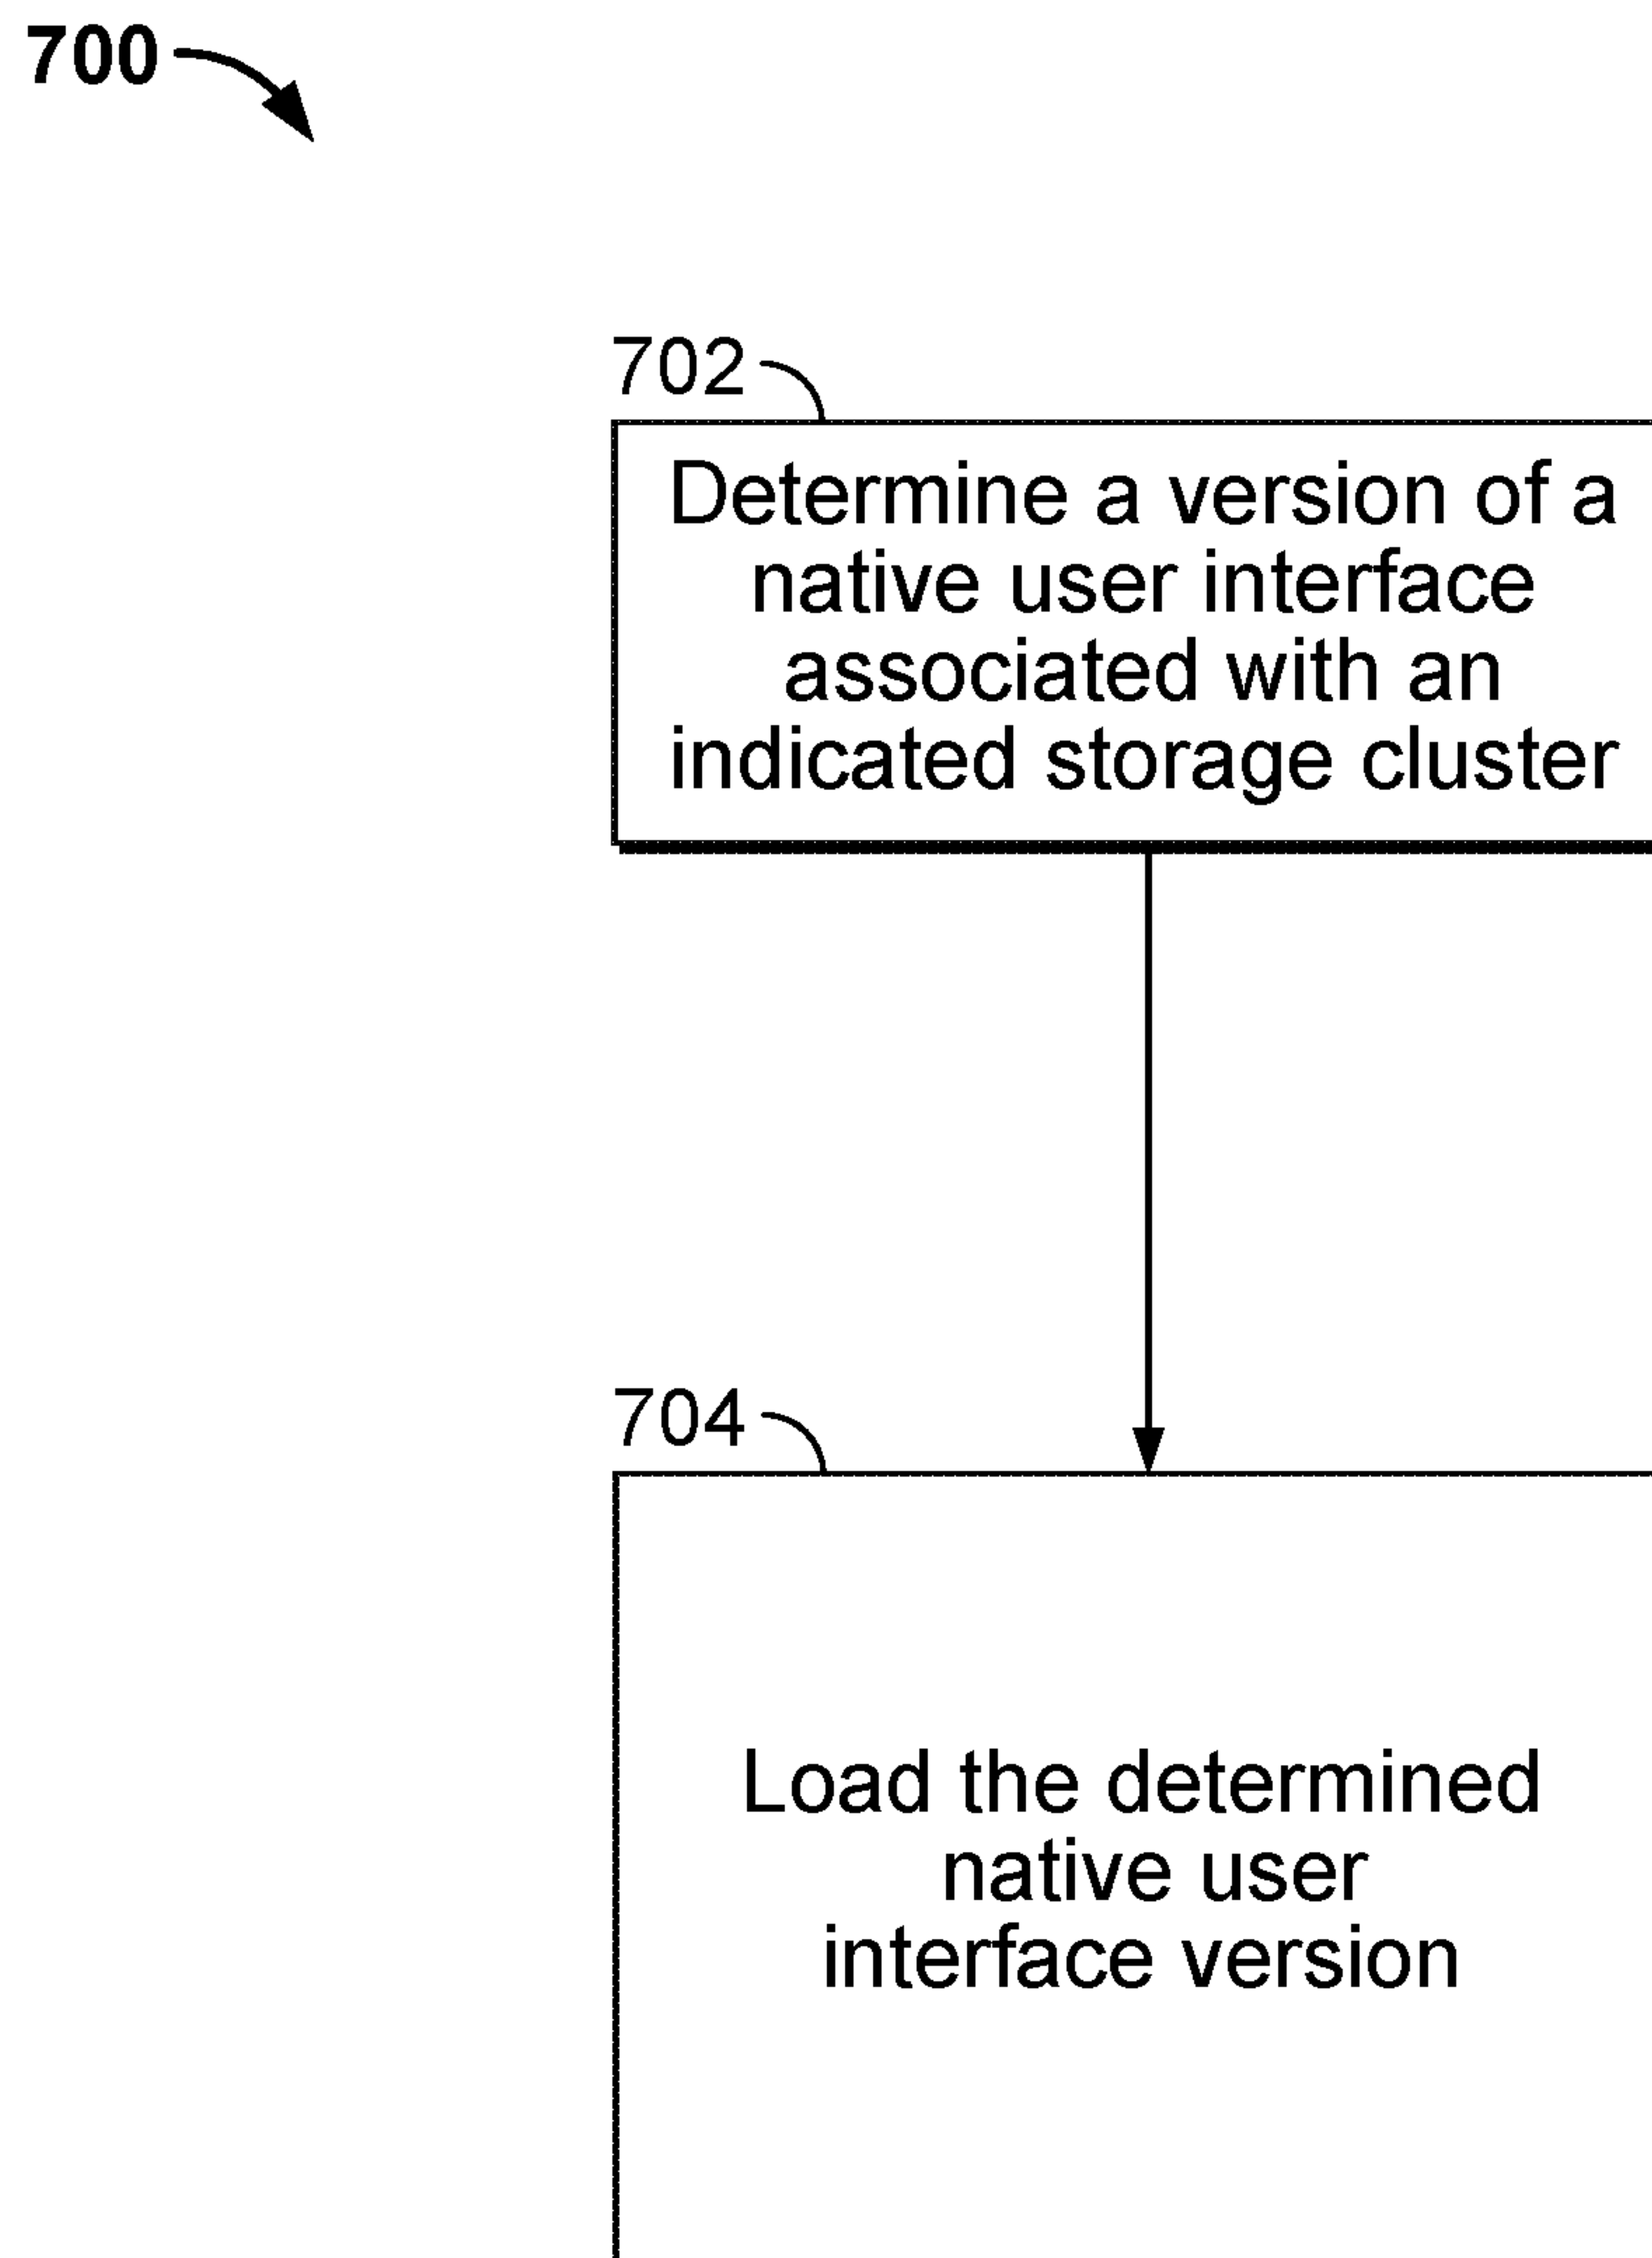 700
702
Determine a version of a
native user interface
associated with an
indicated storage cluster
704
Load the determined
native user
interface version